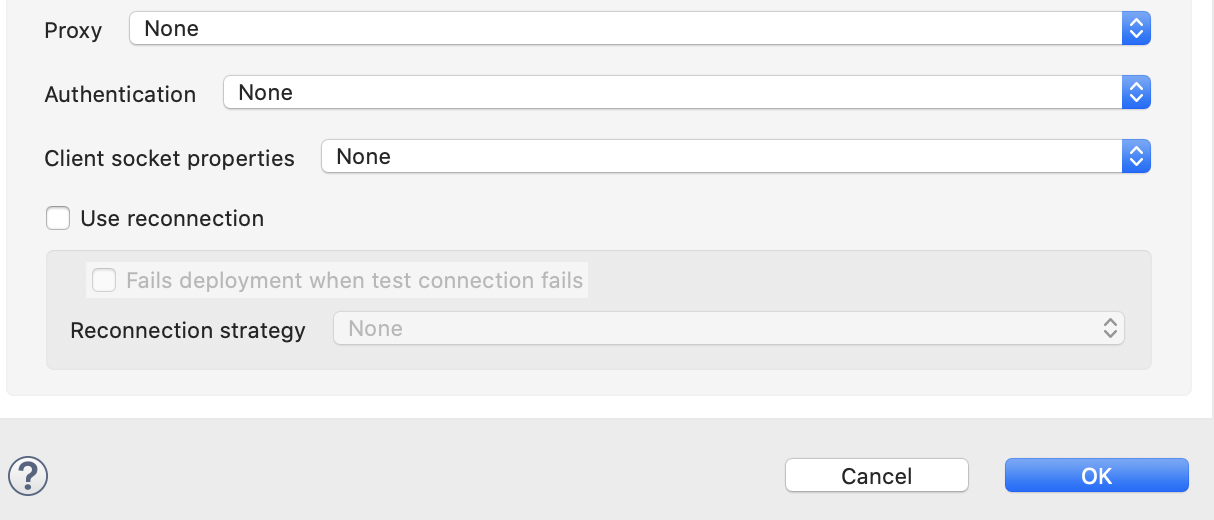 Proxy None
Authentication None
Client socket properties None
Use reconnection
Fails deployment when test connection fails
Reconnection strategy None
? Cancel OK